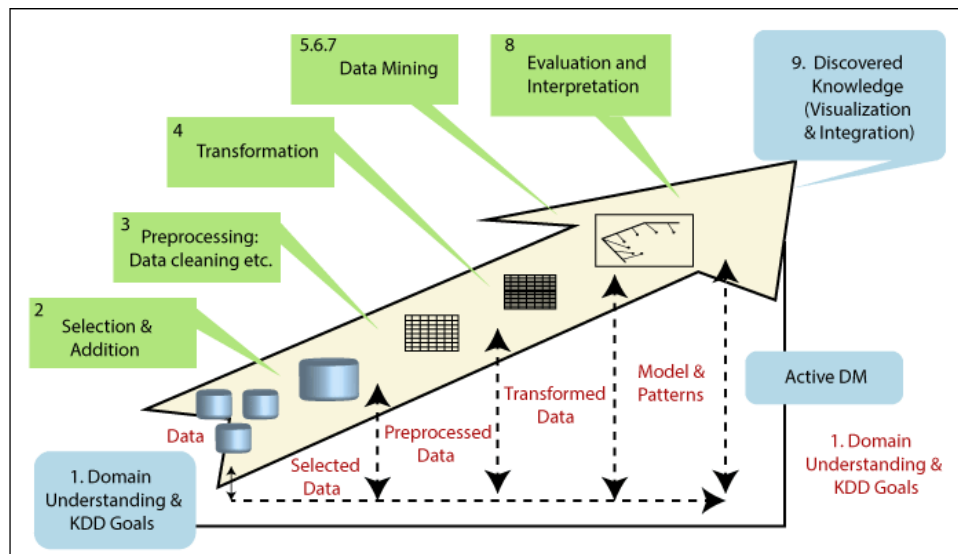 5.6.7
Data Mining
8
Evaluation and
Interpretation
9. Discovered
Knowledge
(Visualization
& Integration)
4
Transformation
3
Preprocessing:
Data cleaning etc.
2
Selection &
Addition
Data
Selected
Data
Preprocessed
Data
Transformed
Data
Model &
Patterns
Active DM
1. Domain
Understanding &
KDD Goals
1. Domain
Understanding &
KDD Goals